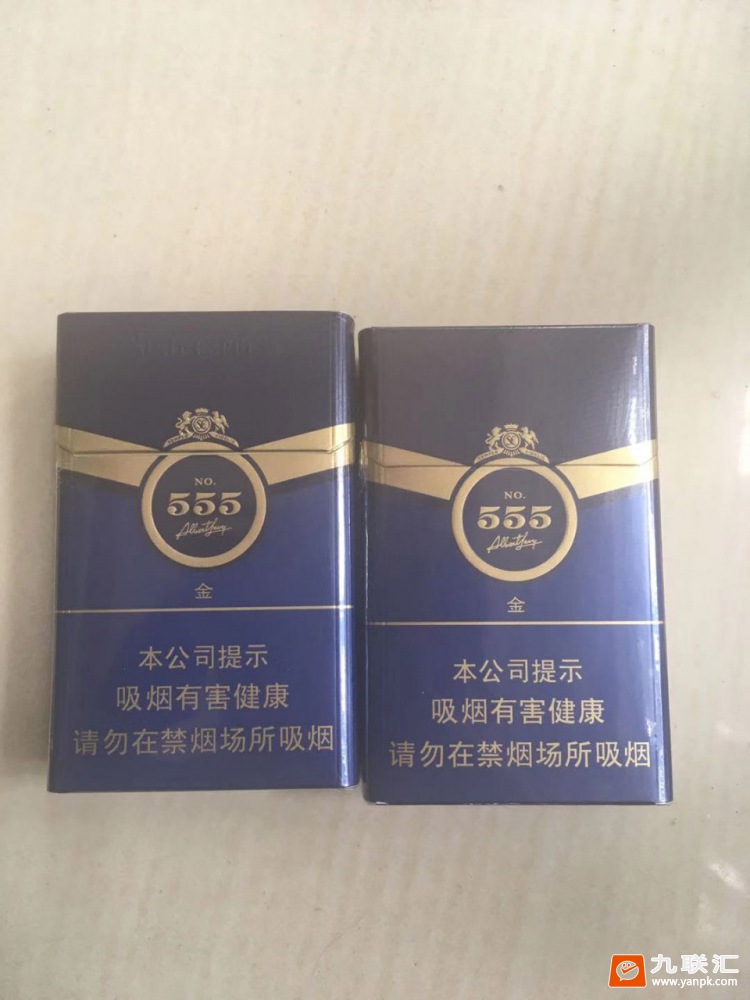 NO.
555
金
本公司提示
吸烟有害健康
请勿在禁烟场所吸烟
NO.
555
金
本公司提示
吸烟有害健康
请勿在禁烟场所吸烟
九联汇
www.yanpk.com